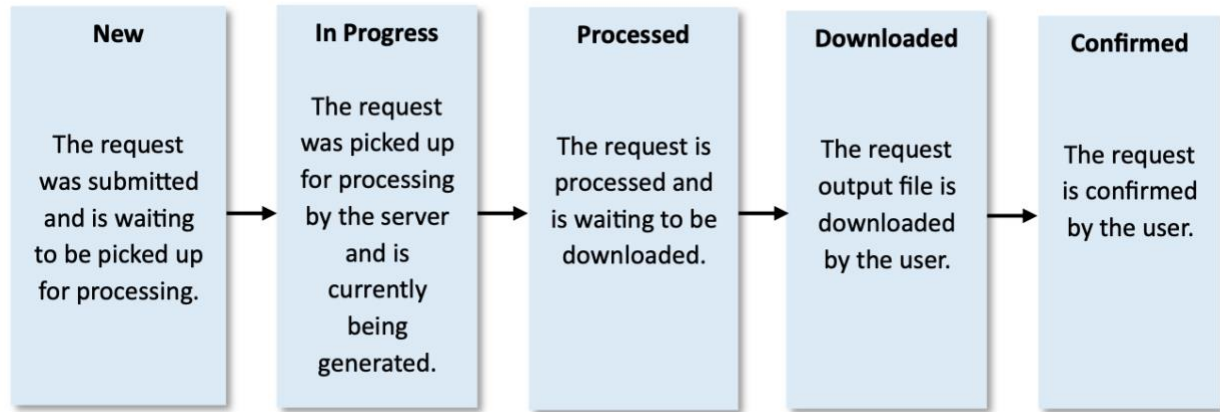 New
The request
was submitted
and is waiting
to be picked up
for processing.
In Progress
The request
was picked up
for processing
by the server
and is
currently
being
generated.
Processed
The request is
processed and
is waiting to be
downloaded.
Downloaded
The request
output file is
downloaded
by the user.
Confirmed
The request
is confirmed
by the user.